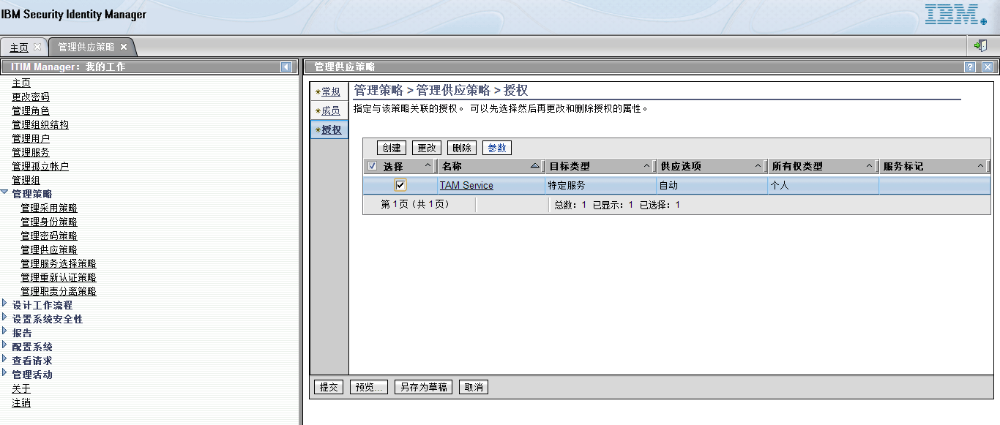 IBM Security Identity Manager
IBM.
主页
管理供应策略
ITIM Manager：我的工作
主页
更改密码
管理角色
管理组织结构
管理用户
管理服务
管理孤立帐户
管理组
管理策略
管理采用策略
管理身份策略
管理密码策略
管理供应策略
管理服务选择策略
管理重新认证策略
管理职责分离策略
设计工作流程
设置系统安全性
报告
配置系统
查看请求
管理活动
关于
注销
管理供应策略 ?
*常规
*成员
*授权
管理策略 > 管理供应策略 > 授权
指定与该策略关联的授权。 可以先选择然后再更改和删除授权的属性。
创建 更改 删除 参数
选择 名称 目标类型 供应选项 所有权类型 服务标记
TAM Service 特定服务 自动 个人
第 1 页（共 1 页） 总数： 1 已显示： 1 已选择： 1
提交 预览... 另存为草稿 取消